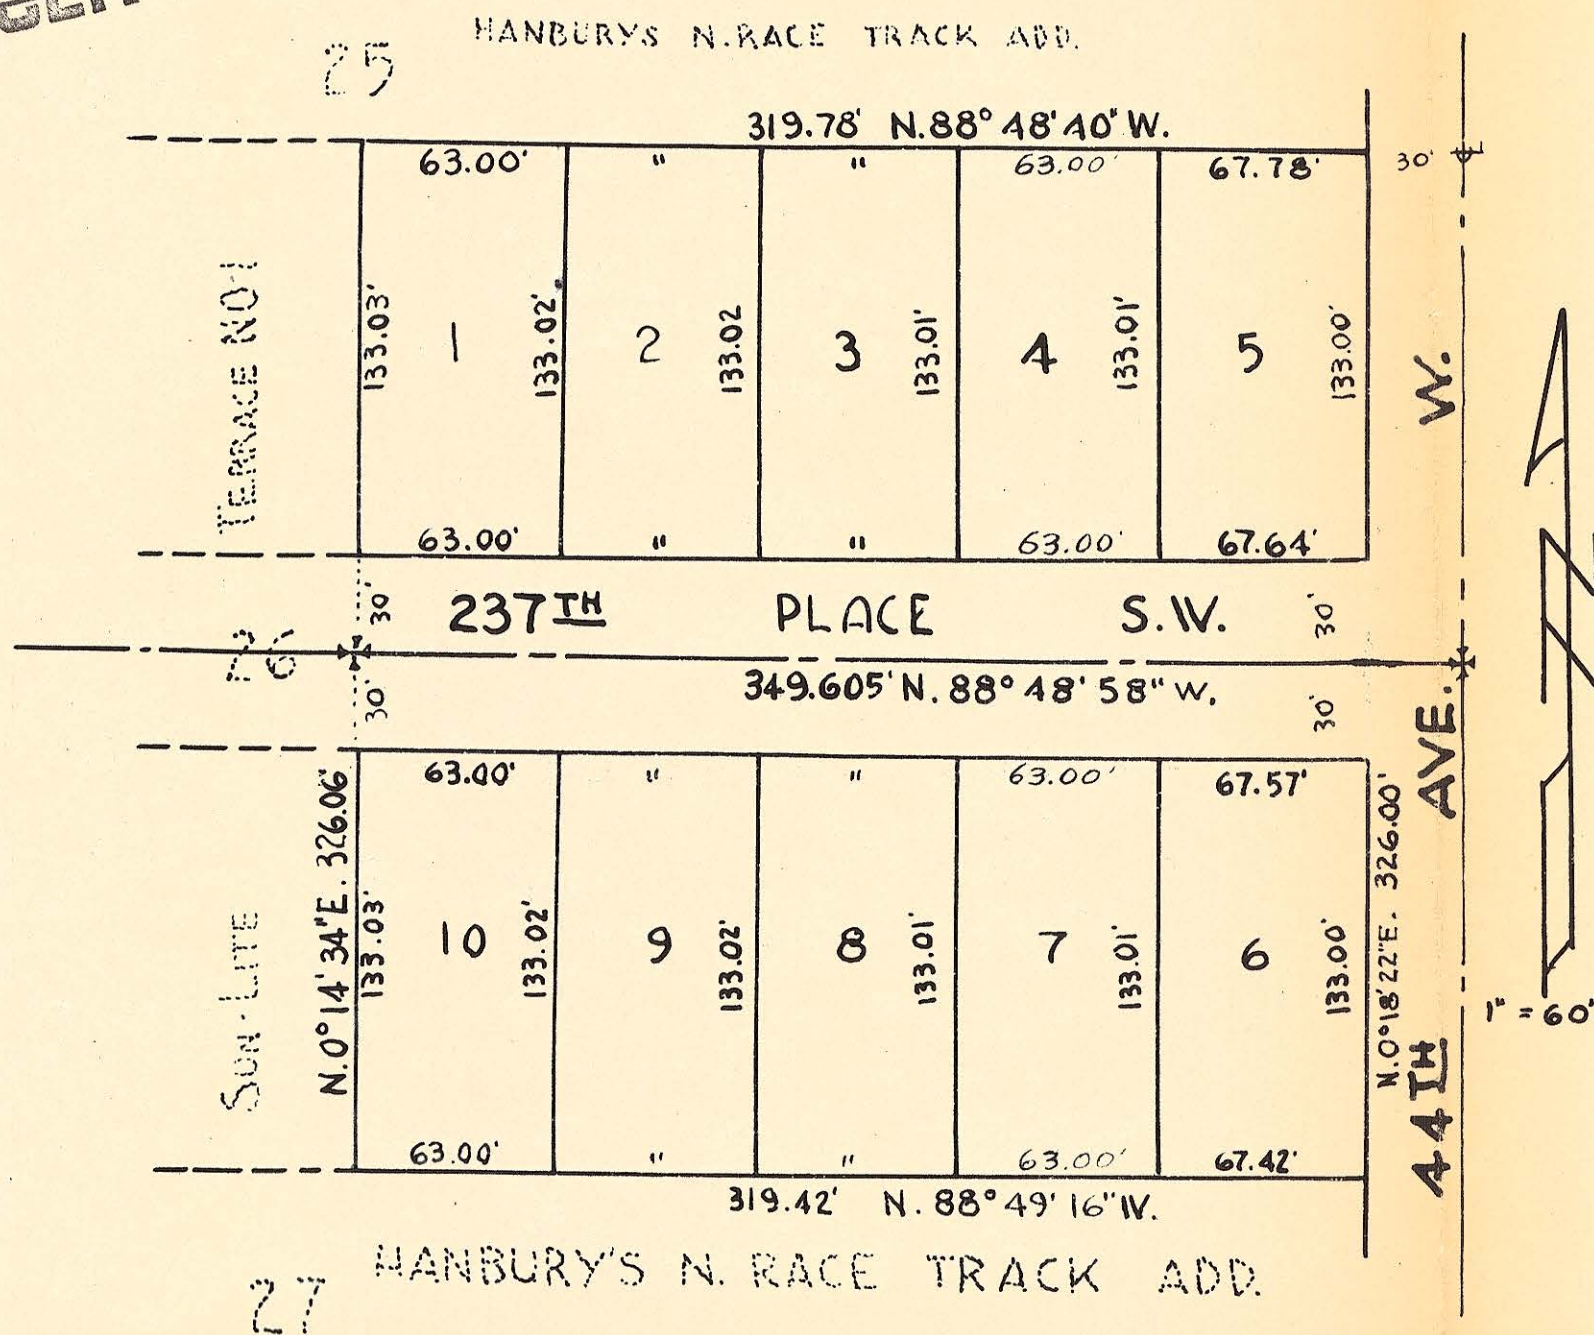 HANBURYS N. RACE TRACK ADD.
25
319.78' N. 88° 48' 40" W.
63.00' " " 63.00' 67.78' 30'
TERRACE NO 1
133.03' 1 133.02' 2 133.02 3 133.01' 4 133.01' 5 133.00'
W.
63.00' " " 63.00' 67.64'
30' 237TH PLACE S.W. 30'
26
349.605' N. 88° 48' 58" W.
30' 30'
AVE.
63.00' " " 63.00' 67.57'
SUN-LITE
N. 0° 14' 34" E. 326.06'
133.03' 10 133.02' 9 133.02' 8 133.01' 7 133.01' 6 133.00'
N. 0° 18' 22" E. 326.00'
1" = 60'
44TH
63.00' " " 63.00' 67.42'
319.42' N. 88° 49' 16" W.
HANBURY'S N. RACE TRACK ADD.
27